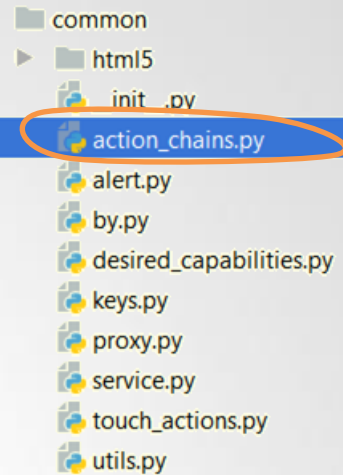 common
html5
__init__.py
action_chains.py
alert.py
by.py
desired_capabilities.py
keys.py
proxy.py
service.py
touch_actions.py
utils.py